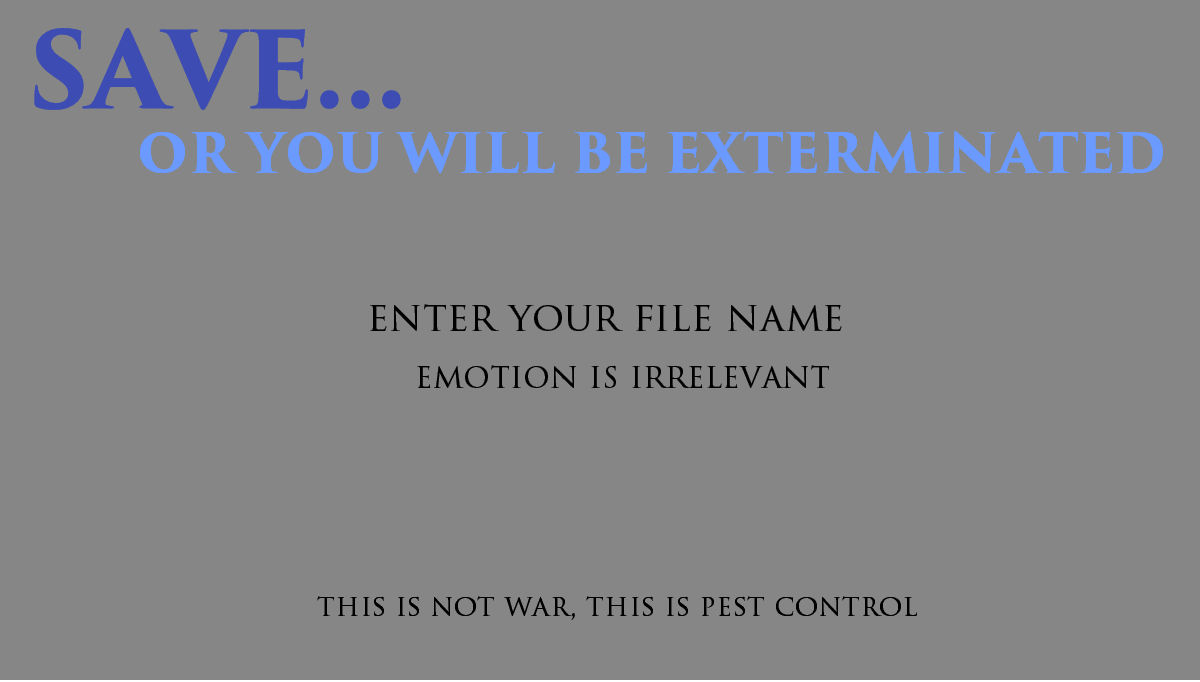 SAVE...
OR YOU WILL BE EXTERMINATED
ENTER YOUR FILE NAME
EMOTION IS IRRELEVANT
THIS IS NOT WAR, THIS IS PEST CONTROL